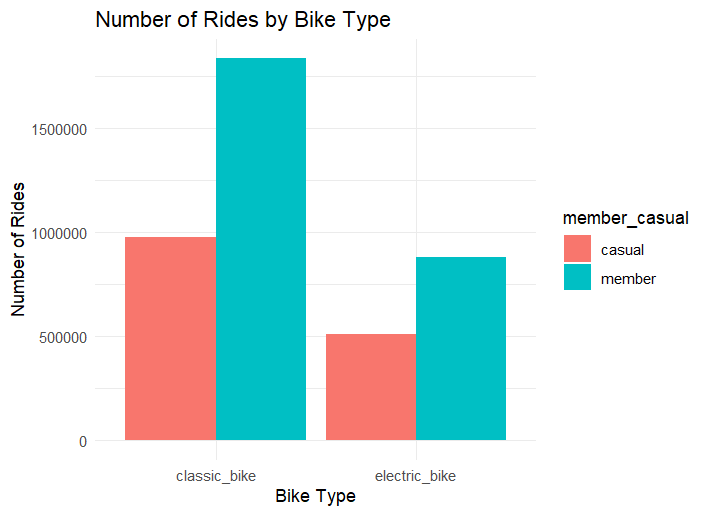 Number of Rides by Bike Type
Number of Rides
1500000
1000000
500000
0
classic_bike
electric_bike
Bike Type
member_casual
casual
member